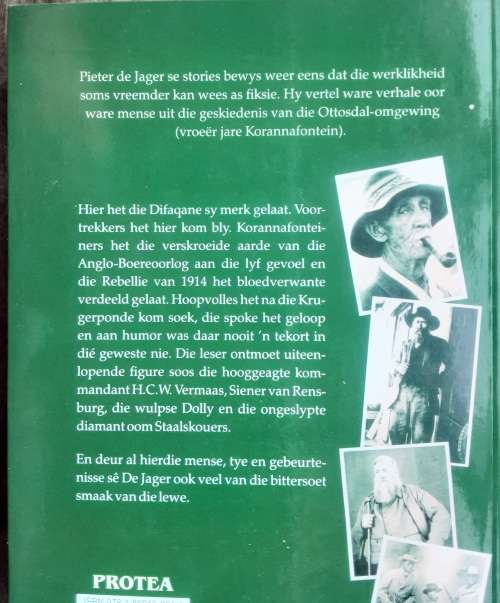 Pieter de Jager se stories bewys weer eens dat die werklikheid
soms vreemder kan wees as fiksie. Hy vertel ware verhale oor
ware mense uit die geskiedenis van die Ottosdal-omgewing
(vroeër jare Korannafontein).
Hier het die Difaqane sy merk gelaat. Voor-
trekkers het hier kom bly. Korannafontei-
ners het die verskroeide aarde van die
Anglo-Boereoorlog aan die lyf gevoel en
die Rebellie van 1914 het bloedverwante
verdeeld gelaat. Hoopvolles het na die Kru-
gerponde kom soek, die spoke het geloop
en aan humor was daar nooit 'n tekort in
dié geweste nie. Die leser ontmoet uiteen-
lopende figure soos die hooggeagte kom-
mandant H.C.W. Vermaas, Siener van Rens-
burg, die wulpse Dolly en die ongeslypte
diamant oom Staalskouers.
En deur al hierdie mense, tye en gebeurte-
nisse sê De Jager ook veel van die bittersoet
smaak van die lewe.
PROTEA